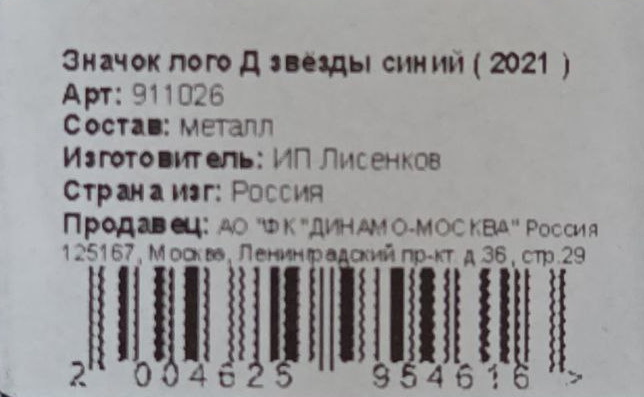 Значок лого Д звёзды синий ( 2021 )
Арт: 911026
Состав: металл
Изготовитель: ИП Лисенков
Страна изг: Россия
Продавец: АО "ФК "ДИНАМО-МОСКВА" Россия
125167, Москва, Ленинградский пр-кт д 36, стр.29
2 004625 954616 >